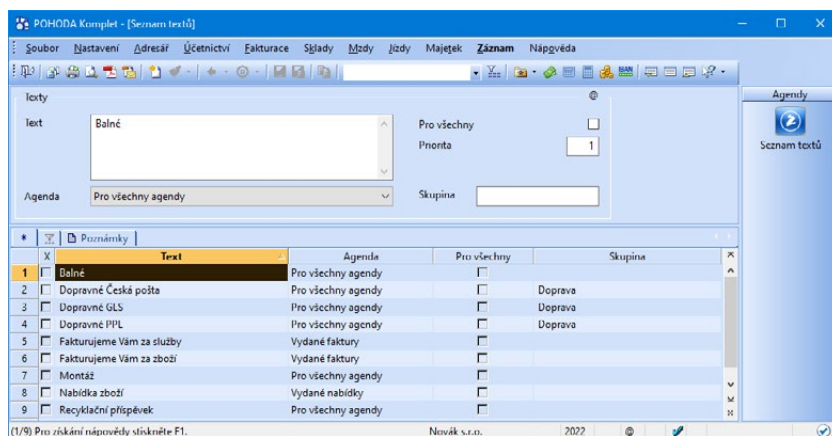 POHODA Komplet - [Seznam textů]
Soubor Nastavení Adresář Účetnictví Fakturace Sklady Mzdy Jízdy Majetek Záznam Nápověda
Texty @ Agendy
Text Balné Pro všechny
Priorita 1 Seznam textů
Agenda Pro všechny agendy Skupina
* Poznámky
X Text Agenda Pro všechny Skupina
1 Balné Pro všechny agendy
2 Dopravné Česká pošta Pro všechny agendy Doprava
3 Dopravné GLS Pro všechny agendy Doprava
4 Dopravné PPL Pro všechny agendy Doprava
5 Fakturujeme Vám za služby Vydané faktury
6 Fakturujeme Vám za zboží Vydané faktury
7 Montáž Pro všechny agendy
8 Nabídka zboží Vydané nabídky
9 Recyklační příspěvek Pro všechny agendy
(1/9) Pro získání nápovědy stiskněte F1. Novák s.r.o. 2022 @